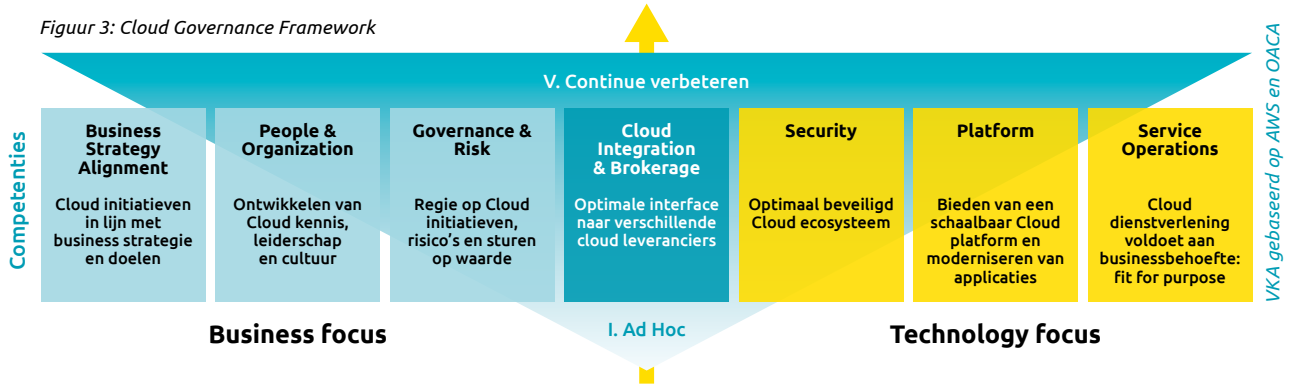 Figuur 3: Cloud Governance Framework
V. Continue verbeteren
Competenties
Business
Strategy
Alignment
Cloud initiatieven
in lijn met
business strategie
en doelen
People &
Organization
Ontwikkelen van
Cloud kennis,
leiderschap
en cultuur
Governance &
Risk
Regie op Cloud
initiatieven,
risico's en sturen
op waarde
Cloud
Integration
& Brokerage
Optimale interface
naar verschillende
cloud leveranciers
Security
Optimaal beveiligd
Cloud ecosysteem
Platform
Bieden van een
schaalbaar Cloud
platform en
moderniseren van
applicaties
Service
Operations
Cloud
dienstverlening
voldoet aan
businessbehoefte:
fit for purpose
VKA gebaseerd op AWS en OACA
Business focus
I. Ad Hoc
Technology focus